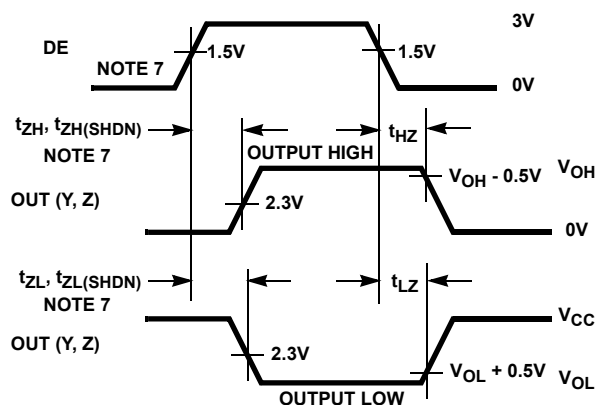 3V
DE
1.5V
1.5V
NOTE 7
0V
tZH, tZH(SHDN)
tHZ
NOTE 7
OUTPUT HIGH
VOH - 0.5V
VOH
OUT (Y, Z)
2.3V
0V
tZL, tZL(SHDN)
tLZ
NOTE 7
VCC
OUT (Y, Z)
2.3V
VOL + 0.5V
VOL
OUTPUT LOW